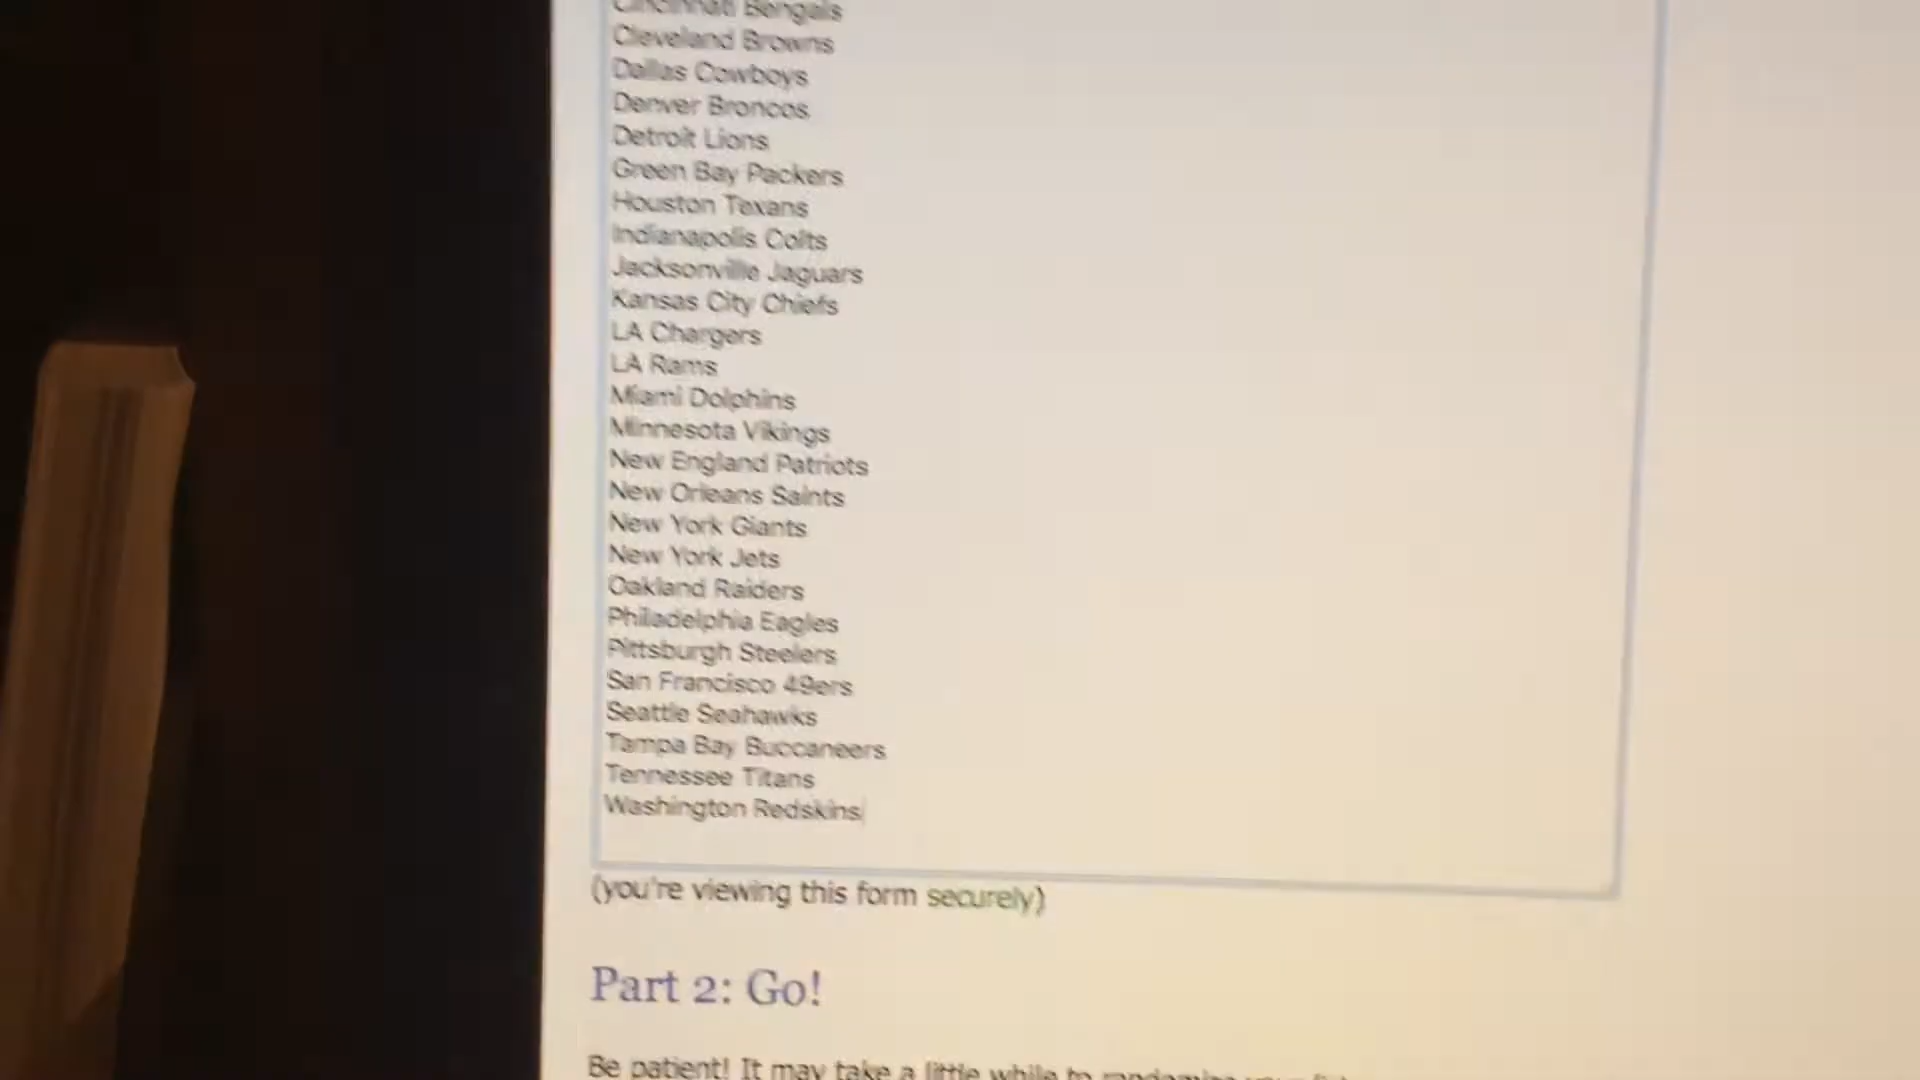 Cincinnati Bengals
Cleveland Browns
Dallas Cowboys
Denver Broncos
Detroit Lions
Green Bay Packers
Houston Texans
Indianapolis Colts
Jacksonville Jaguars
Kansas City Chiefs
LA Chargers
LA Rams
Miami Dolphins
Minnesota Vikings
New England Patriots
New Orleans Saints
New York Giants
New York Jets
Oakland Raiders
Philadelphia Eagles
Pittsburgh Steelers
San Francisco 49ers
Seattle Seahawks
Tampa Bay Buccaneers
Tennessee Titans
Washington Redskins
(you're viewing this form securely)
Part 2: Go!
Be patient! It may take a little while to